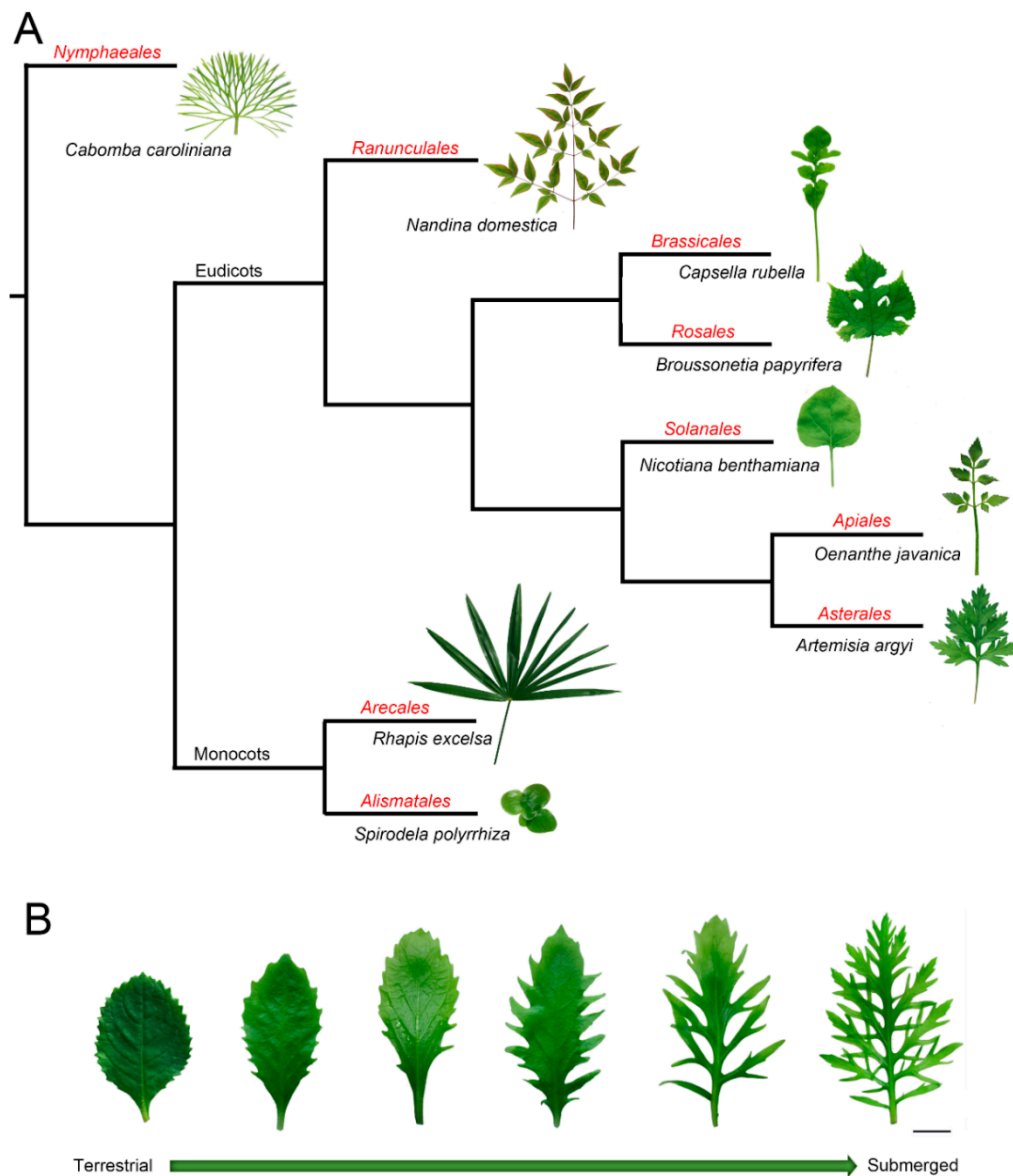 A
Nymphaeales
Cabomba caroliniana
Ranunculales
Nandina domestica
Brassicales
Capsella rubella
Eudicots
Rosales
Broussonetia papyrifera
Solanales
Nicotiana benthamiana
Apiales
Oenanthe javanica
Asterales
Artemisia argyi
Arecales
Rhapis excelsa
Monocots
Alismatales
Spirodela polyrrhiza
B
Terrestrial
Submerged